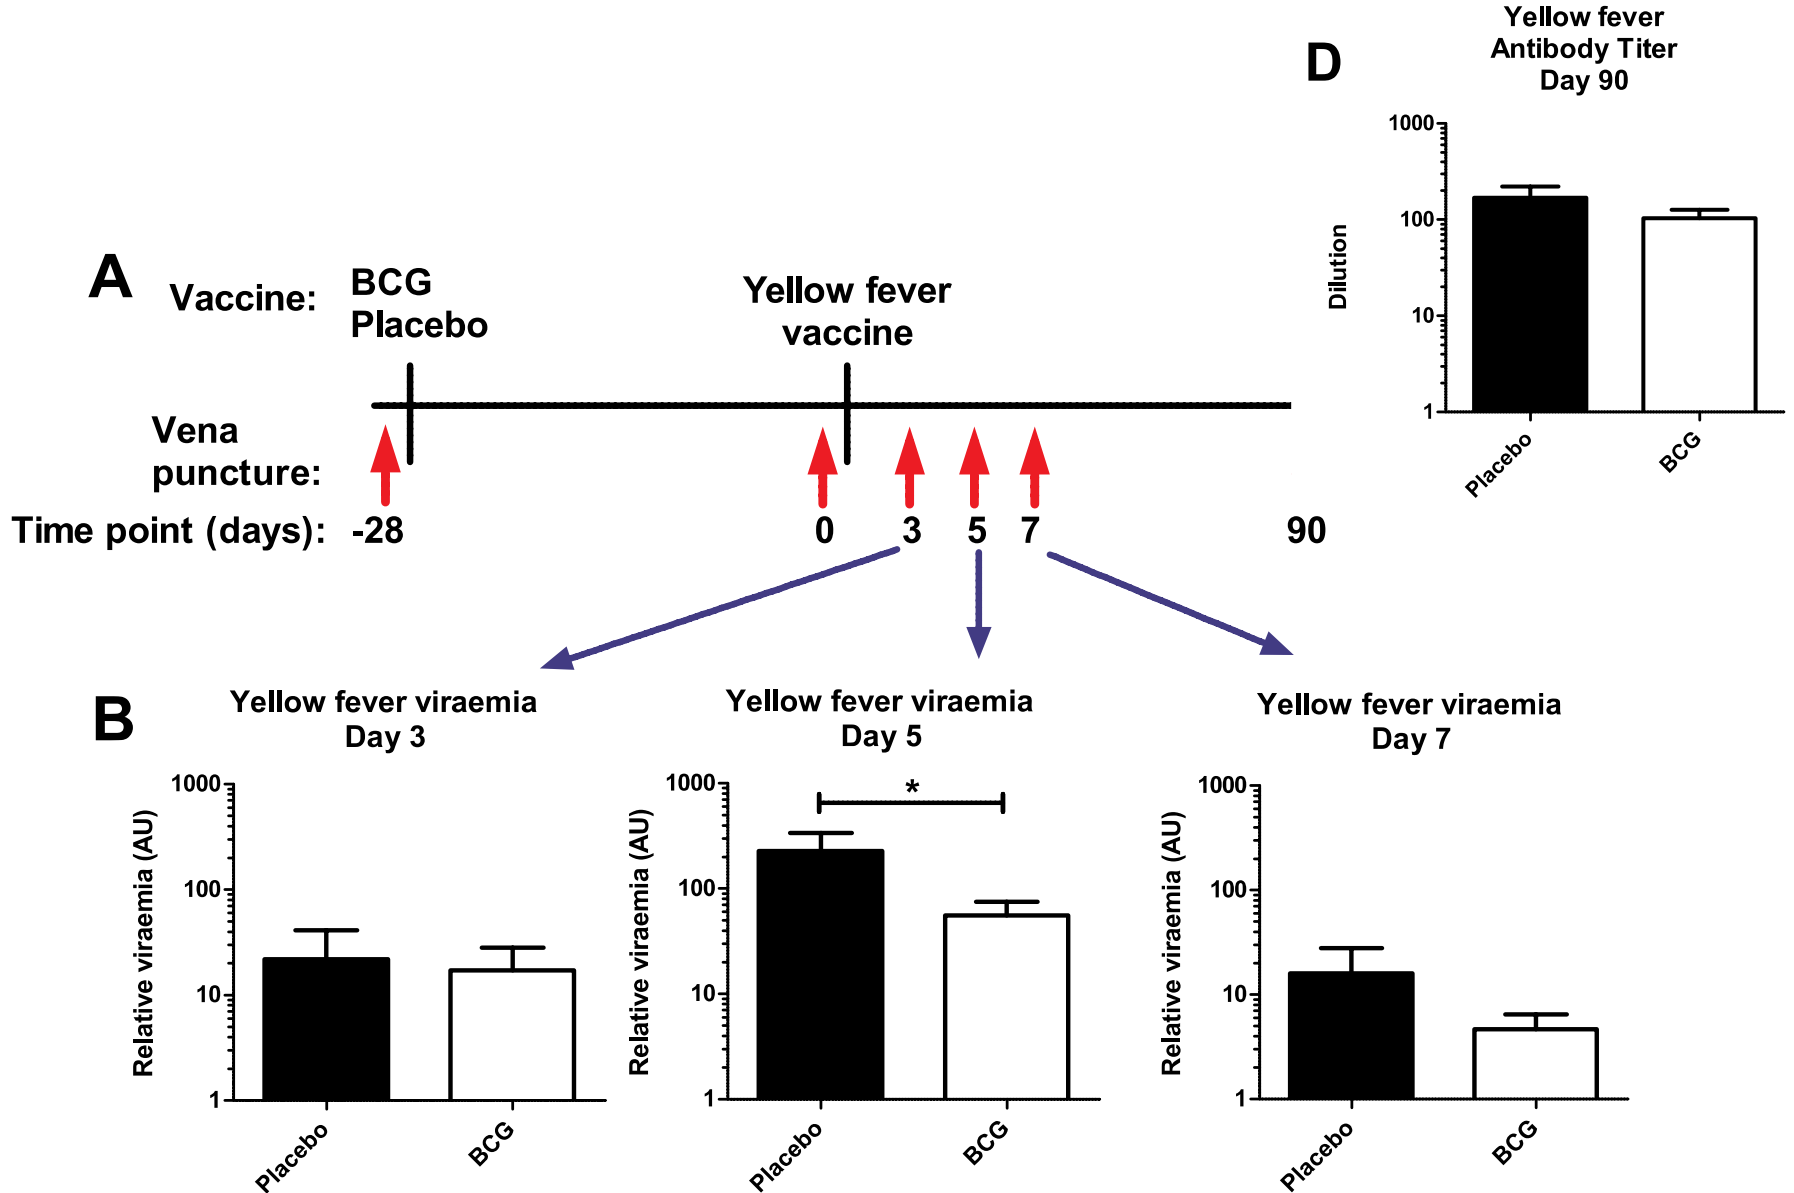 A
Vaccine:
BCG
Placebo
Yellow fever
vaccine
Vena
puncture:
Time point (days): -28 0 3 5 7 90
D
Yellow fever
Antibody Titer
Day 90
Dilution
1000
100
10
1
Placebo
BCG
B
Yellow fever viraemia
Day 3
Relative viraemia (AU)
1000
100
10
1
Placebo
BCG
Yellow fever viraemia
Day 5
Relative viraemia (AU)
1000
100
10
1
*
Placebo
BCG
Yellow fever viraemia
Day 7
Relative viraemia (AU)
1000
100
10
1
Placebo
BCG